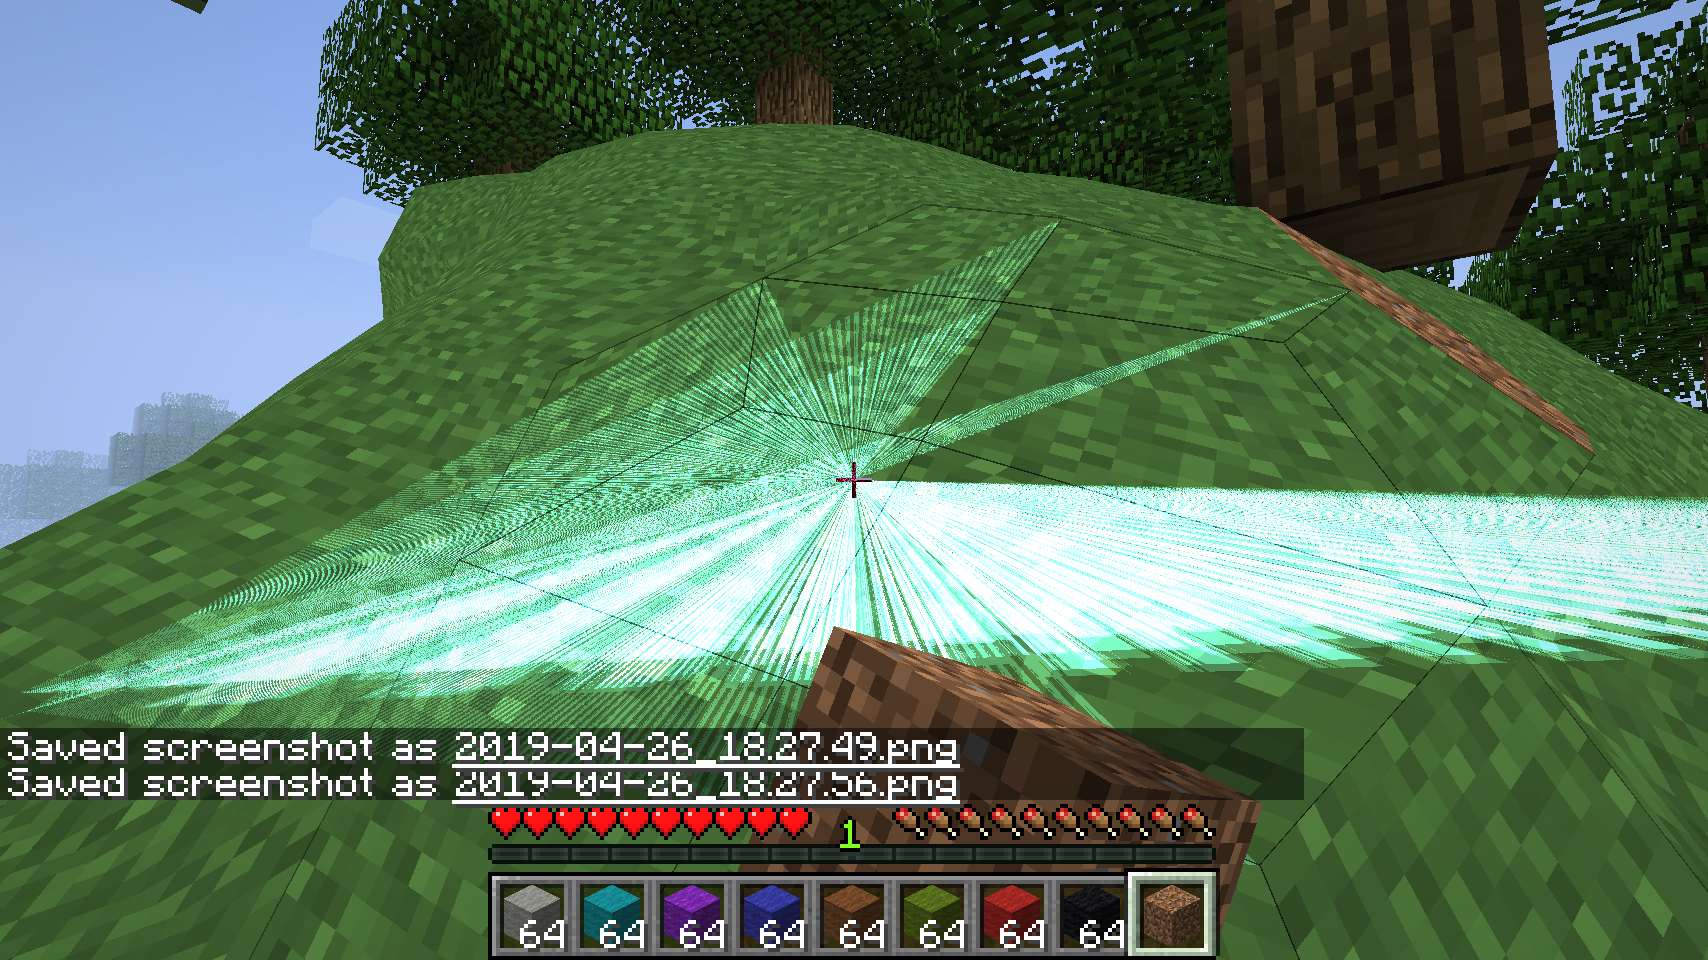 Saved screenshot as 2019-04-26_18.27.49.png
Saved screenshot as 2019-04-26_18.27.56.png
1
64 64 64 64 64 64 64 64